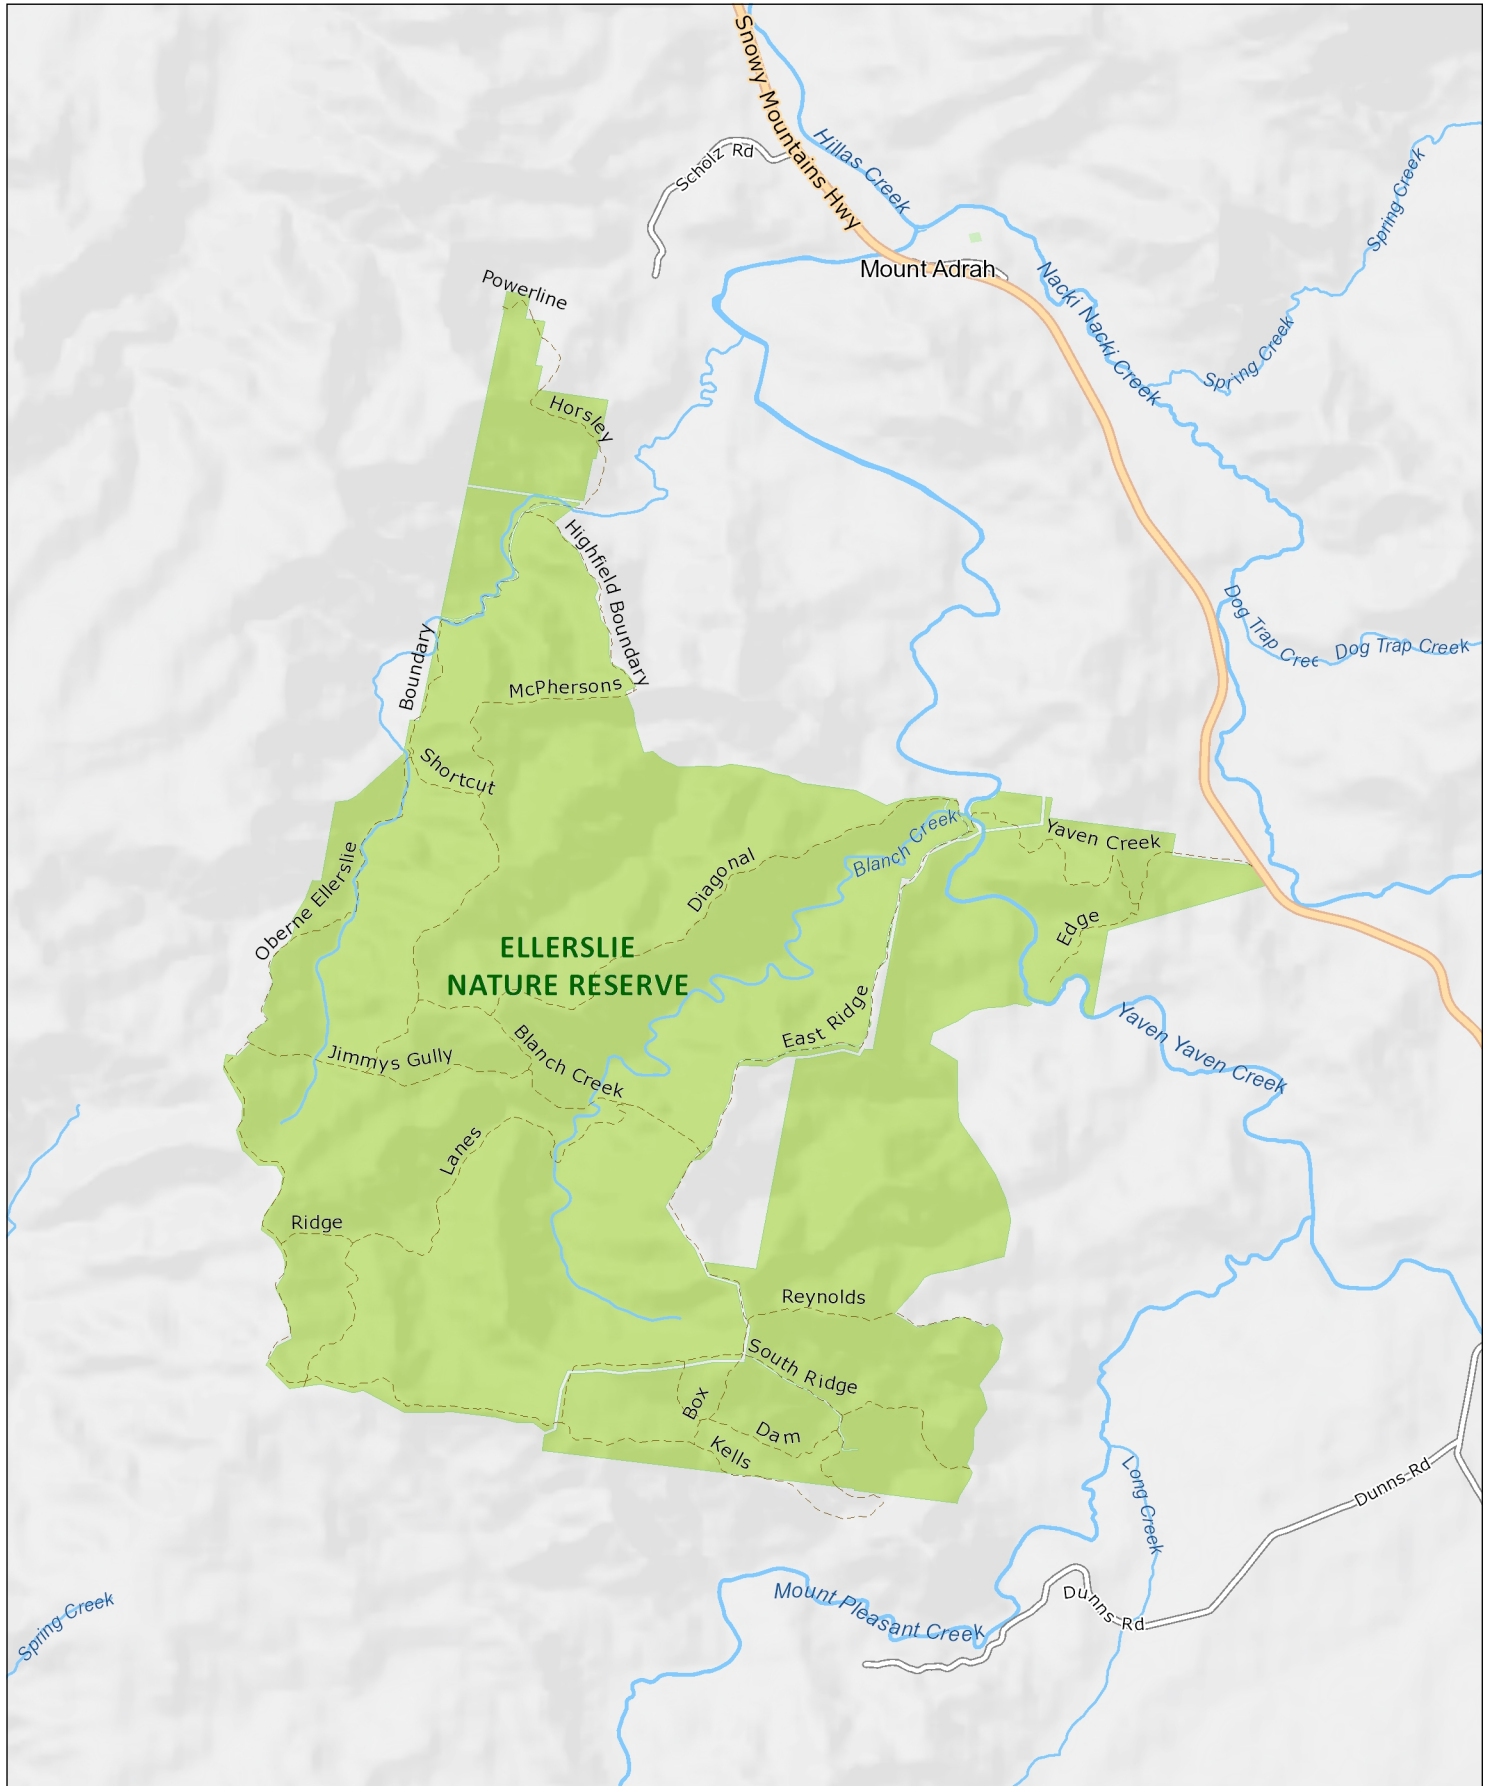 Snowy Mountains Hwy
Hillas Creek
Scholz Rd
Spring Creek
Mount Adrah
Powerline
Nacki Nacki Creek
Spring Creek
Horsley
Highfield Boundary
Dog Trap Cree
Dog Trap Creek
Boundary
McPhersons
Shortcut
Yaven Creek
Blanch Creek
Diagonal
Oberne Ellerslie
Edge
ELLERSLIE
NATURE RESERVE
East Ridge
Yaven Yaven Creek
Jimmys Gully
Blanch Creek
Lanes
Ridge
Reynolds
South Ridge
Box
Dam
Kells
Long Creek
Dunns Rd
Dunns Rd
Mount Pleasant Creek
Spring Creek